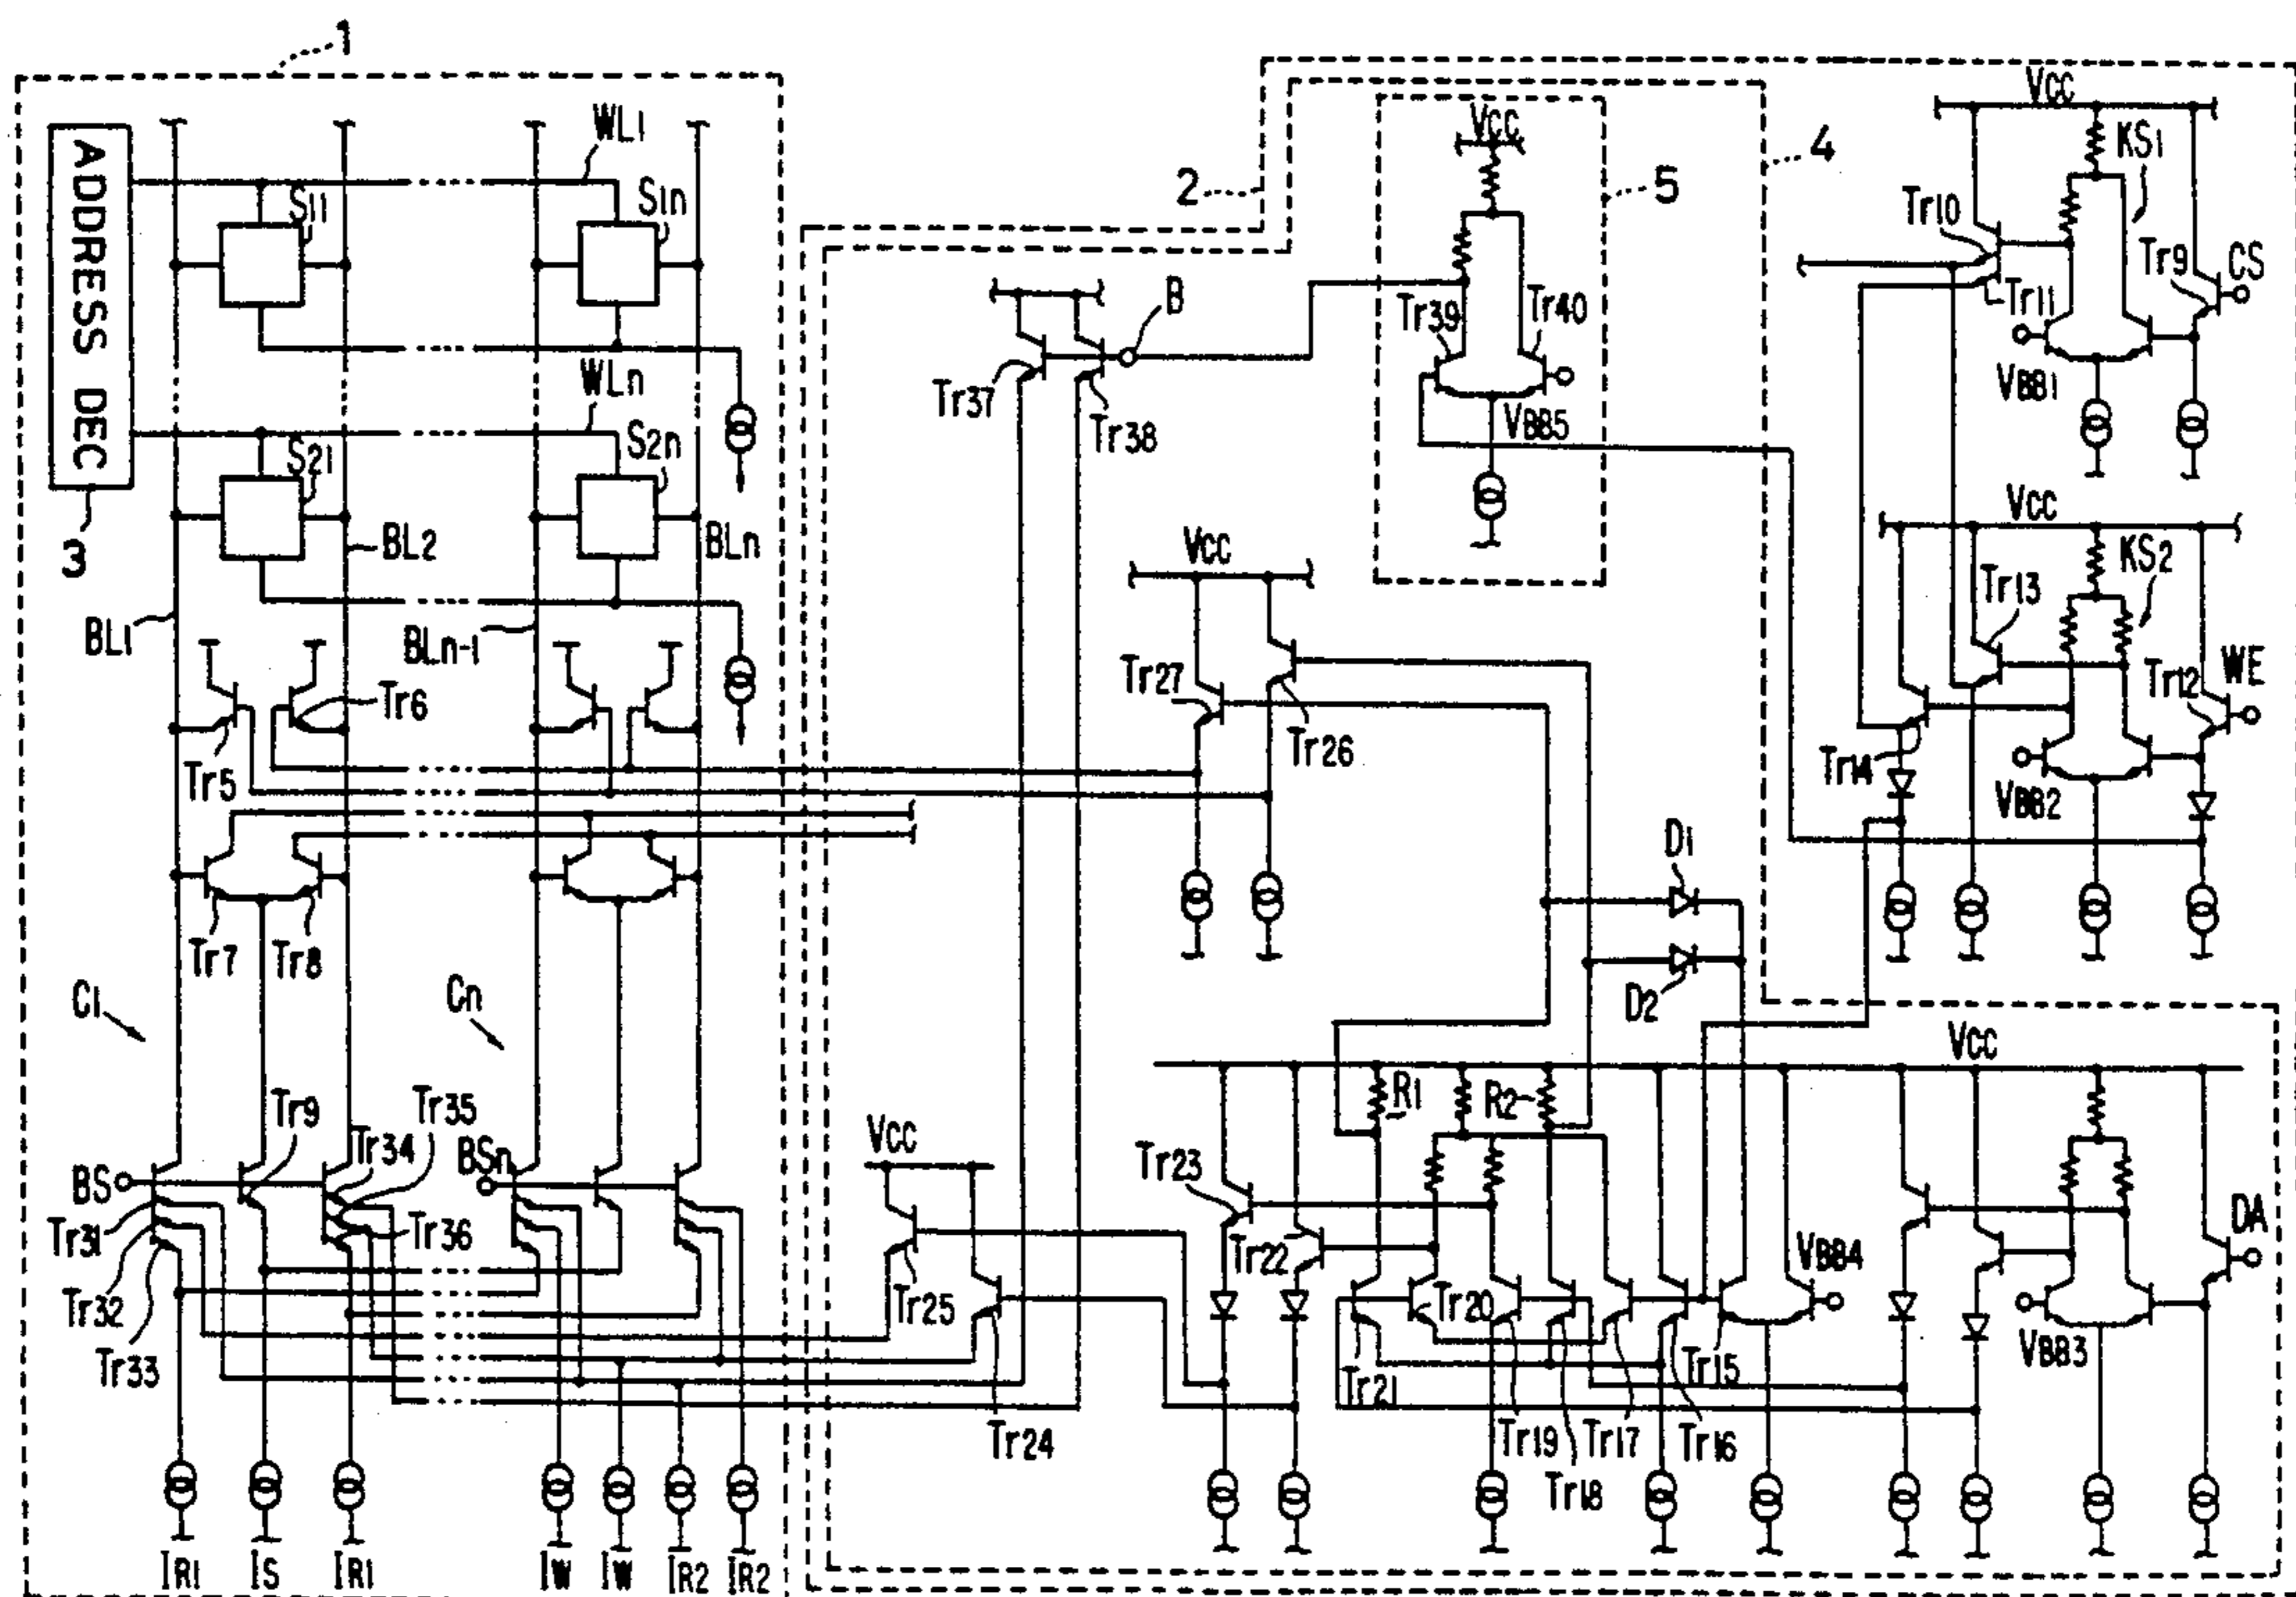 1
ADDRESS DEC
3
WL1
S11
S1n
WLn
S21
S2n
BL1
BL2
BLn-1
BLn
Tr5
Tr6
Tr7
Tr8
C1
Cn
BS
BSn
Tr9
Tr34
Tr35
Tr31
Tr36
Tr32
Tr33
IR1
IS
IR1
IW
IW
IR2
IR2
2
4
5
VCC
Tr39
Tr40
VBB5
B
Tr37
Tr38
VCC
Tr27
Tr26
D1
D2
VCC
KS1
Tr10
Tr11
Tr9
CS
VBB1
VCC
KS2
Tr13
Tr12
WE
Tr14
VBB2
VCC
R1
R2
VCC
Tr23
Tr22
Tr25
Tr24
Tr20
Tr21
Tr15
Tr19
Tr17
Tr16
Tr18
VBB4
VBB3
DA